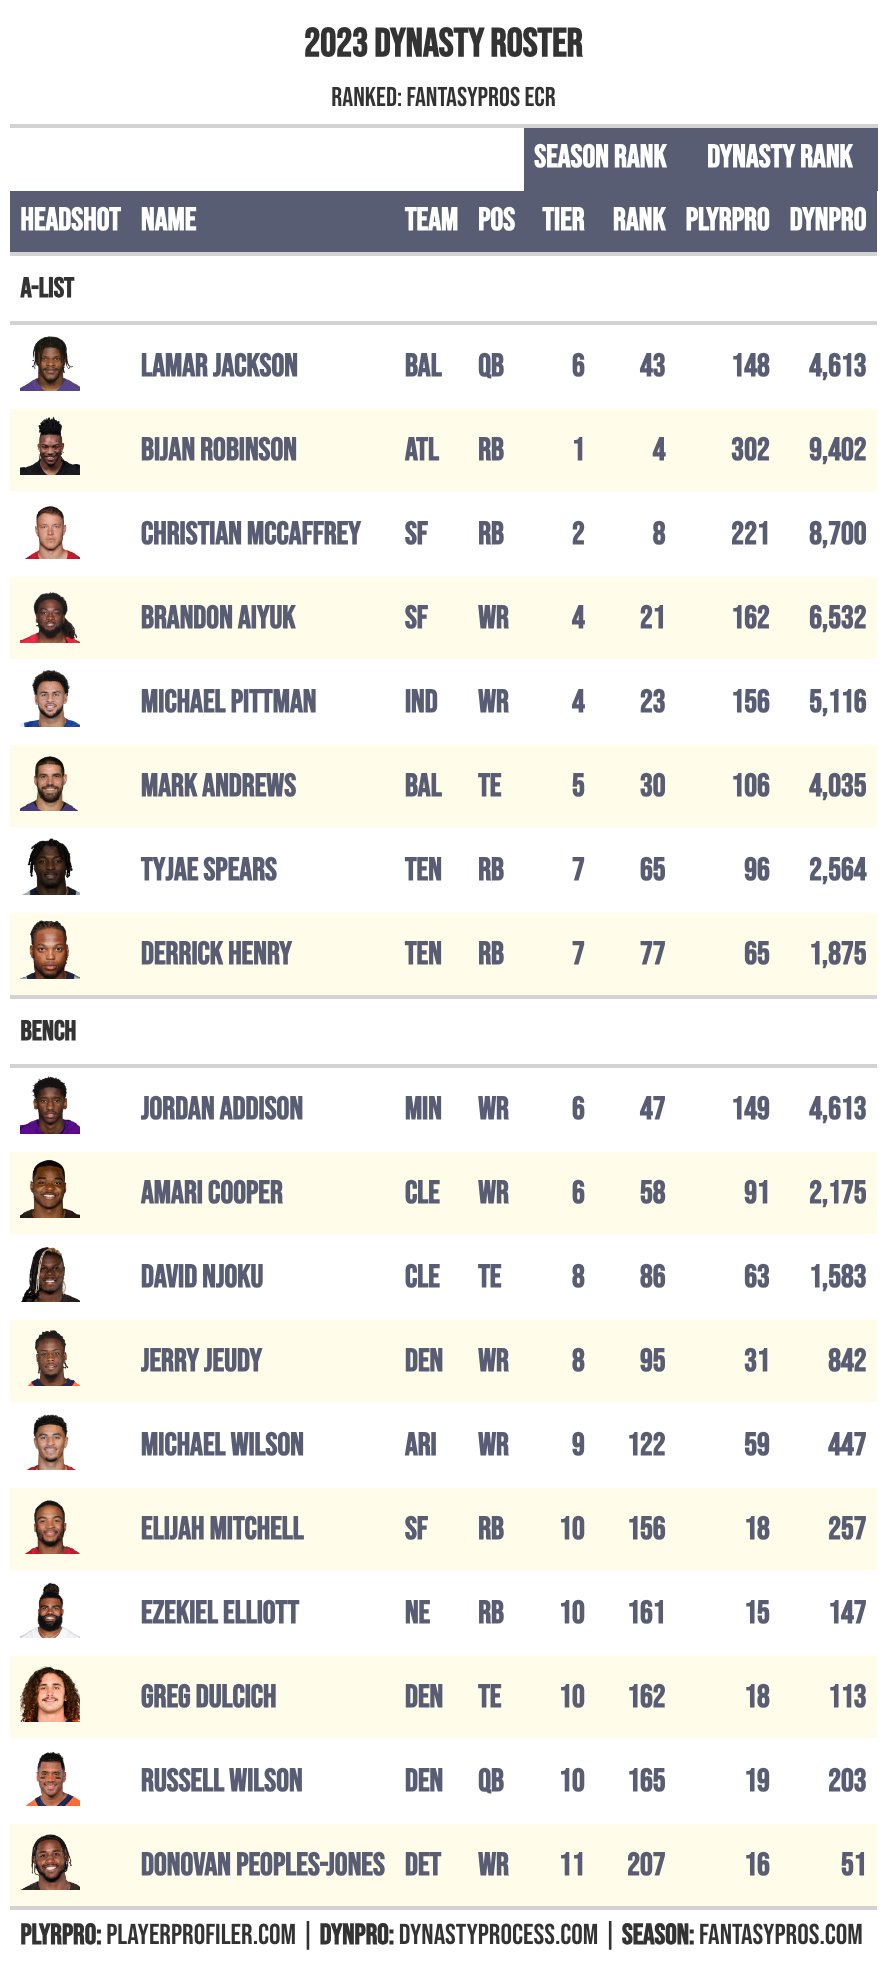 2023 DYNASTY ROSTER
RANKED: FANTASYPROS ECR
SEASON RANK DYNASTY RANK
HEADSHOT NAME TEAM POS TIER RANK PLYRPRO DYNPRO
A-LIST
LAMAR JACKSON BAL QB 6 43 148 4,613
BIJAN ROBINSON ATL RB 1 4 302 9,402
CHRISTIAN MCCAFFREY SF RB 2 8 221 8,700
BRANDON AIYUK SF WR 4 21 162 6,532
MICHAEL PITTMAN IND WR 4 23 156 5,116
MARK ANDREWS BAL TE 5 30 106 4,035
TYJAE SPEARS TEN RB 7 65 96 2,564
DERRICK HENRY TEN RB 7 77 65 1,875
BENCH
JORDAN ADDISON MIN WR 6 47 149 4,613
AMARI COOPER CLE WR 6 58 91 2,175
DAVID NJOKU CLE TE 8 86 63 1,583
JERRY JEUDY DEN WR 8 95 31 842
MICHAEL WILSON ARI WR 9 122 59 447
ELIJAH MITCHELL SF RB 10 156 18 257
EZEKIEL ELLIOTT NE RB 10 161 15 147
GREG DULCICH DEN TE 10 162 18 113
RUSSELL WILSON DEN QB 10 165 19 203
DONOVAN PEOPLES-JONES DET WR 11 207 16 51
PLYRPRO: PLAYERPROFILER.COM | DYNPRO: DYNASTYPROCESS.COM | SEASON: FANTASYPROS.COM